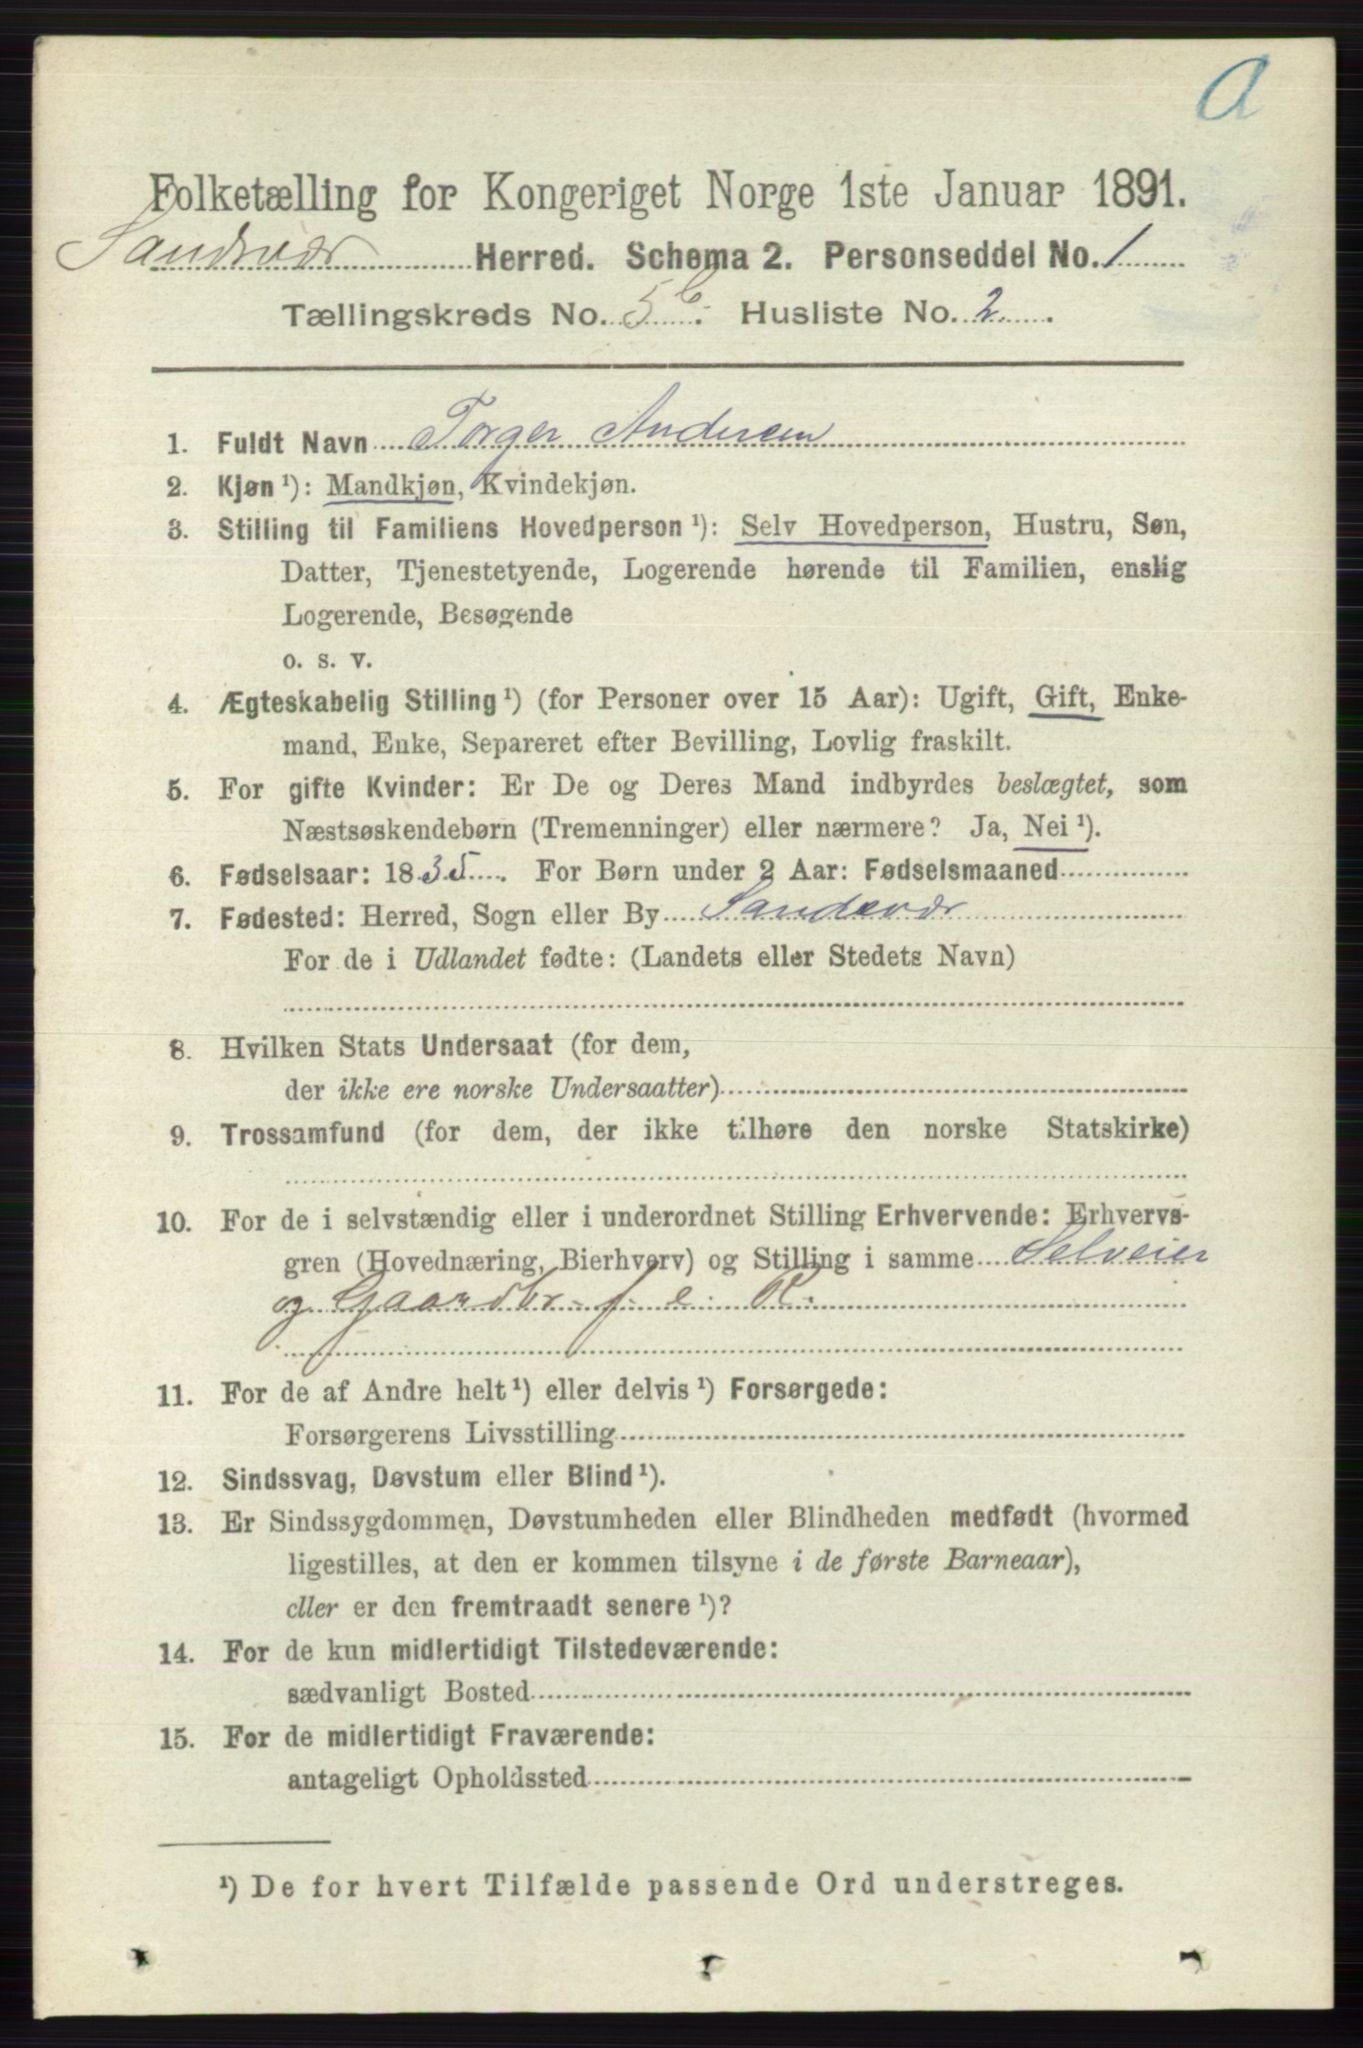 A
Folketælling for Kongeriget Norge 1ste Januar 1891.
Sandsvær Herred. Schema 2. Personseddel No. 1
Tællingskreds No. 5 C. Husliste No. 2.
1. Fuldt Navn Torger Andersen
2. Kjøn ¹): Mandkjøn, Kvindekjøn.
3. Stilling til Familiens Hovedperson ¹): Selv Hovedperson, Hustru, Søn,
Datter, Tjenestetyende, Logerende hørende til Familien, enslig
Logerende, Besøgende
o. s. v.
4. Ægteskabelig Stilling ¹) (for Personer over 15 Aar): Ugift, Gift, Enke-
mand, Enke, Separeret efter Bevilling, Lovlig fraskilt.
5. For gifte Kvinder: Er De og Deres Mand indbyrdes beslægtet, som
Næstsøskendebørn (Tremenninger) eller nærmere? Ja, Nei ¹).
6. Fødselsaar: 1835. For Børn under 2 Aar: Fødselsmaaned
7. Fødested: Herred, Sogn eller By Sandsvær
For de i Udlandet fødte: (Landets eller Stedets Navn)
8. Hvilken Stats Undersaat (for dem,
der ikke ere norske Undersaatter)
9. Trossamfund (for dem, der ikke tilhøre den norske Statskirke)
10. For de i selvstændig eller i underordnet Stilling Erhvervende: Erhvervs-
gren (Hovednæring, Bierhverv) og Stilling i samme Selveier
og Gaardbr. f. e. R.
11. For de af Andre helt ¹) eller delvis ¹) Forsørgede:
Forsørgerens Livsstilling
12. Sindssvag, Døvstum eller Blind ¹).
13. Er Sindssygdommen, Døvstumheden eller Blindheden medfødt (hvormed
ligestilles, at den er kommen tilsyne i de første Barneaar),
eller er den fremtraadt senere ¹)?
14. For de kun midlertidigt Tilstedeværende:
sædvanligt Bosted
15. For de midlertidigt Fraværende:
antageligt Opholdssted
¹) De for hvert Tilfælde passende Ord understreges.